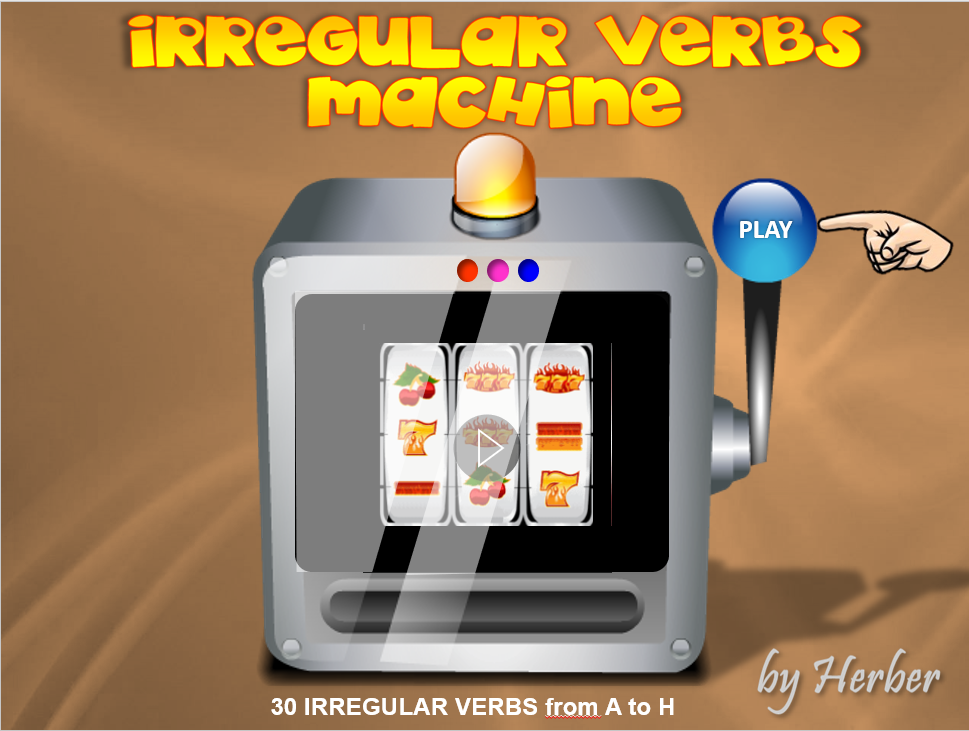 iRReGULAR VeRBS
MACHiNe
PLAY
by Herber
30 IRREGULAR VERBS from A to H